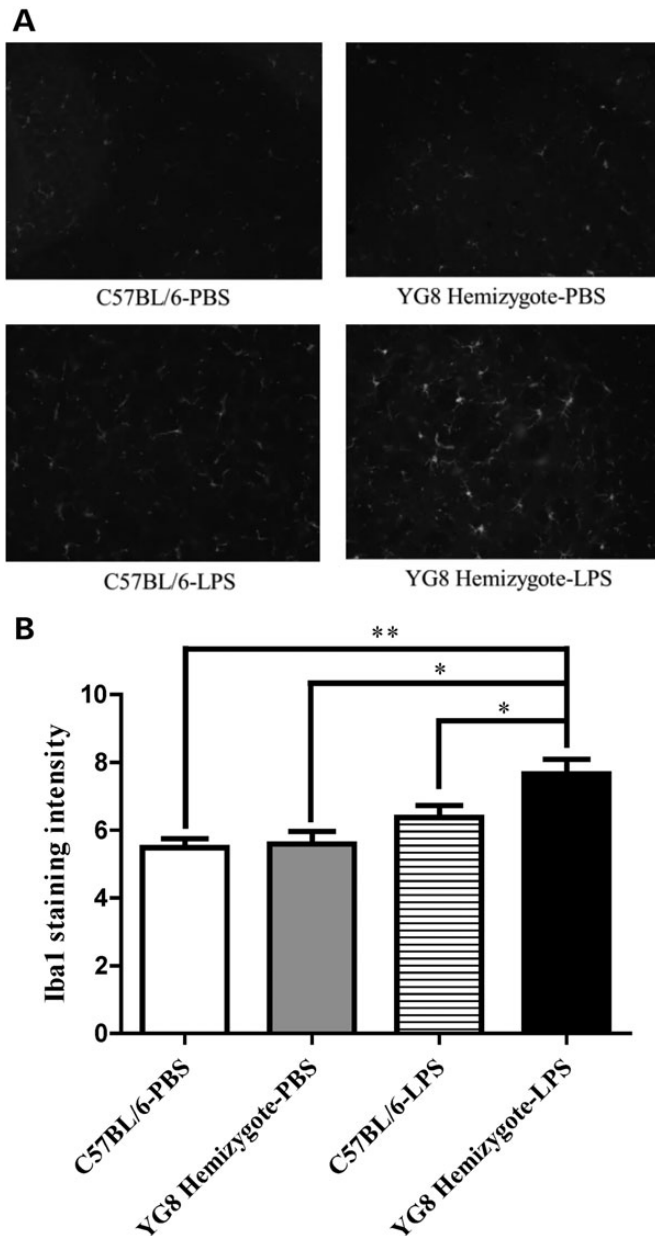 A
C57BL/6-PBS
YG8 Hemizygote-PBS
C57BL/6-LPS
YG8 Hemizygote-LPS
B
**
*
*
10
8
6
4
2
0
Iba1 staining intensity
C57BL/6-PBS
YG8 Hemizygote-PBS
C57BL/6-LPS
YG8 Hemizygote-LPS